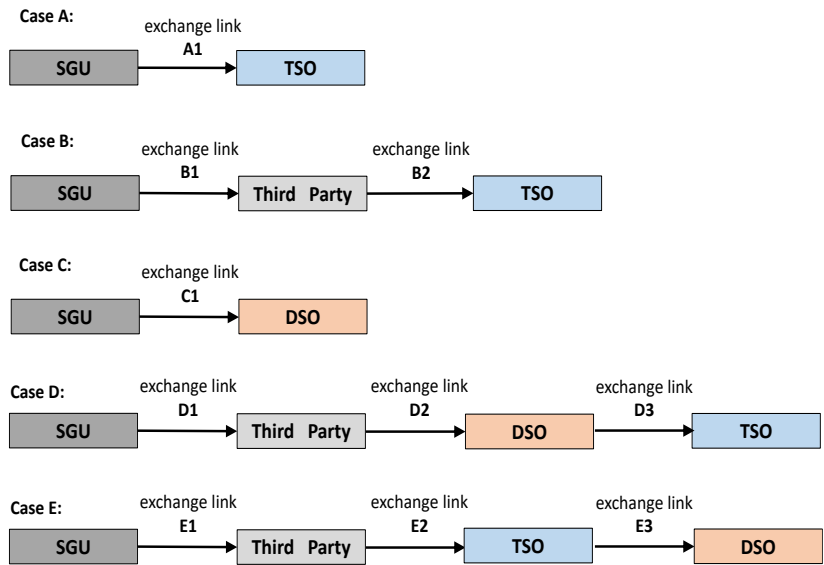 Case A:
exchange link
A1
SGU
TSO
Case B:
exchange link
exchange link
B1
B2
SGU
Third Party
TSO
Case C:
exchange link
C1
SGU
DSO
Case D:
exchange link
exchange link
exchange link
D1
D2
D3
SGU
Third Party
DSO
TSO
Case E:
exchange link
exchange link
exchange link
E1
E2
E3
SGU
Third Party
TSO
DSO